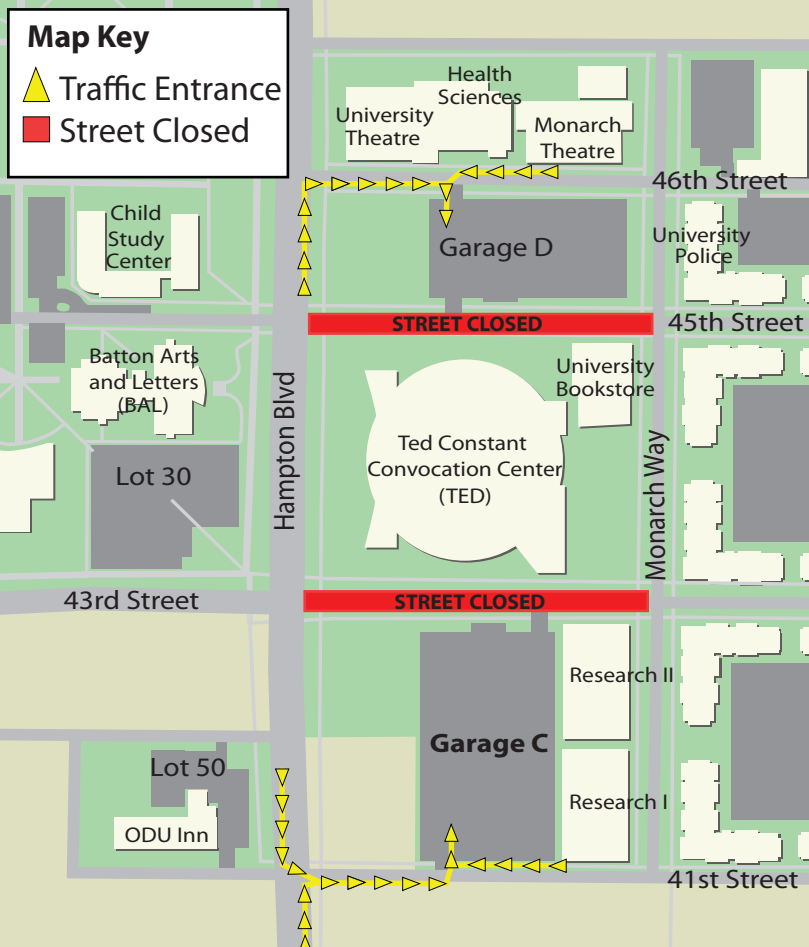 Map Key
Traffic Entrance
Street Closed
Health
Sciences
University
Theatre
Monarch
Theatre
46th Street
Child
Study
Center
Garage D
University
Police
STREET CLOSED
45th Street
Batton Arts
and Letters
(BAL)
University
Bookstore
Hampton Blvd
Ted Constant
Convocation Center
(TED)
Lot 30
Monarch Way
43rd Street
STREET CLOSED
Research II
Garage C
Lot 50
Research I
ODU Inn
41st Street